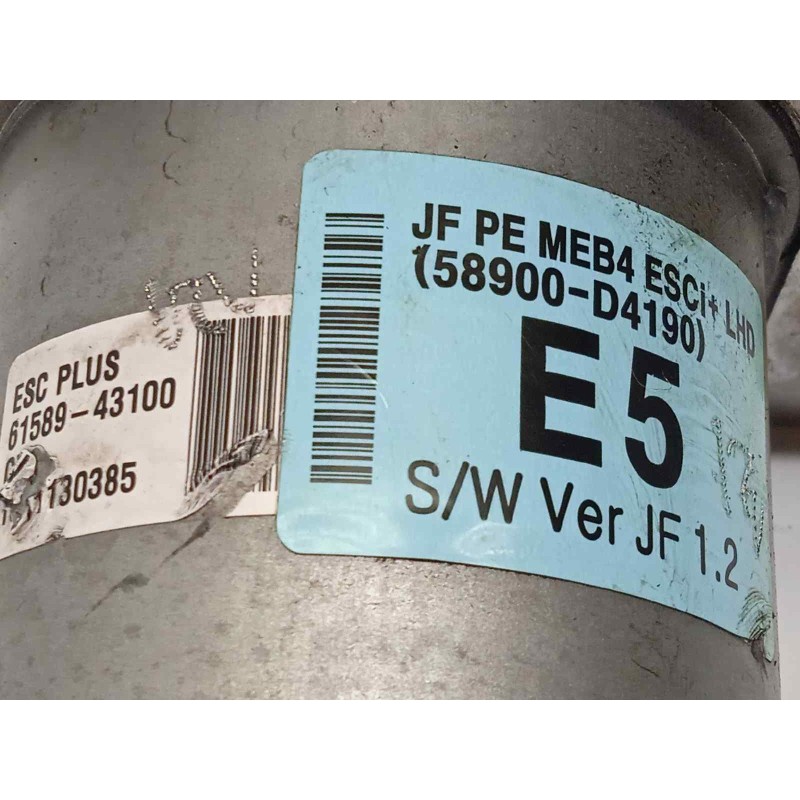 JF PE MEB4 ESCi+ LHD
(58900-D4190)
E5
S/W Ver JF 1.2
ESC PLUS
61589-43100
1130385